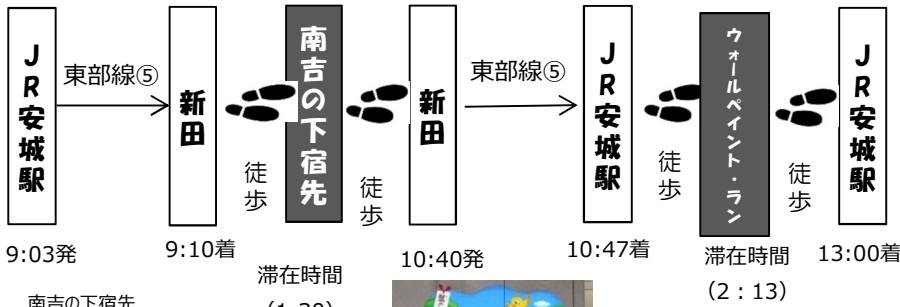 JR安城駅
東部線⑤
新田
徒歩
南吉の下宿先
徒歩
新田
東部線⑤
JR安城駅
徒歩
ウォールペイント・ラン
徒歩
JR安城駅
9:03発
9:10着
滞在時間
10:40発
10:47着
滞在時間
(2:13)
13:00着
南吉の下宿先